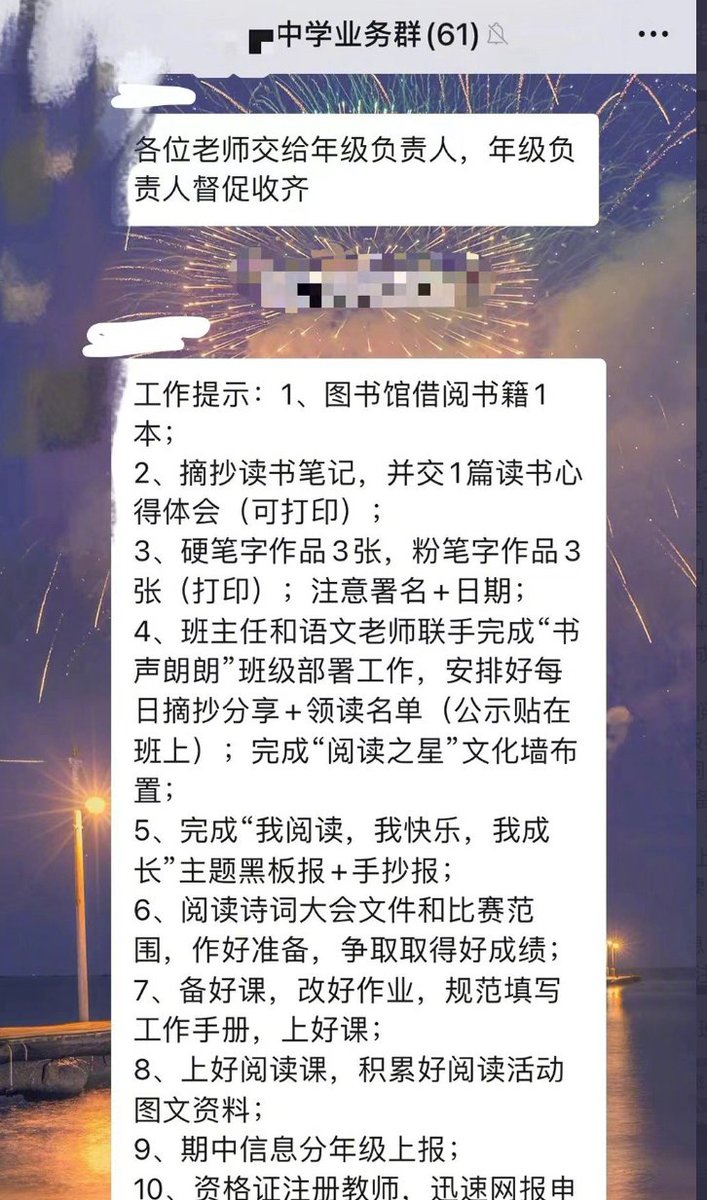 中学业务群(61)
各位老师交给年级负责人，年级负
责人督促收齐
工作提示：1、图书馆借阅书籍1
本；
2、摘抄读书笔记，并交1篇读书心
得体会（可打印）；
3、硬笔字作品3张，粉笔字作品3
张（打印）；注意署名+日期；
4、班主任和语文老师联手完成“书
声朗朗”班级部署工作，安排好每
日摘抄分享+领读名单（公示贴在
班上）；完成“阅读之星”文化墙布
置；
5、完成“我阅读，我快乐，我成
长”主题黑板报+手抄报；
6、阅读诗词大会文件和比赛范
围，作好准备，争取取得好成绩；
7、备好课，改好作业，规范填写
工作手册，上好课；
8、上好阅读课，积累好阅读活动
图文资料；
9、期中信息分年级上报；
10、资格证注册教师，迅速网报申